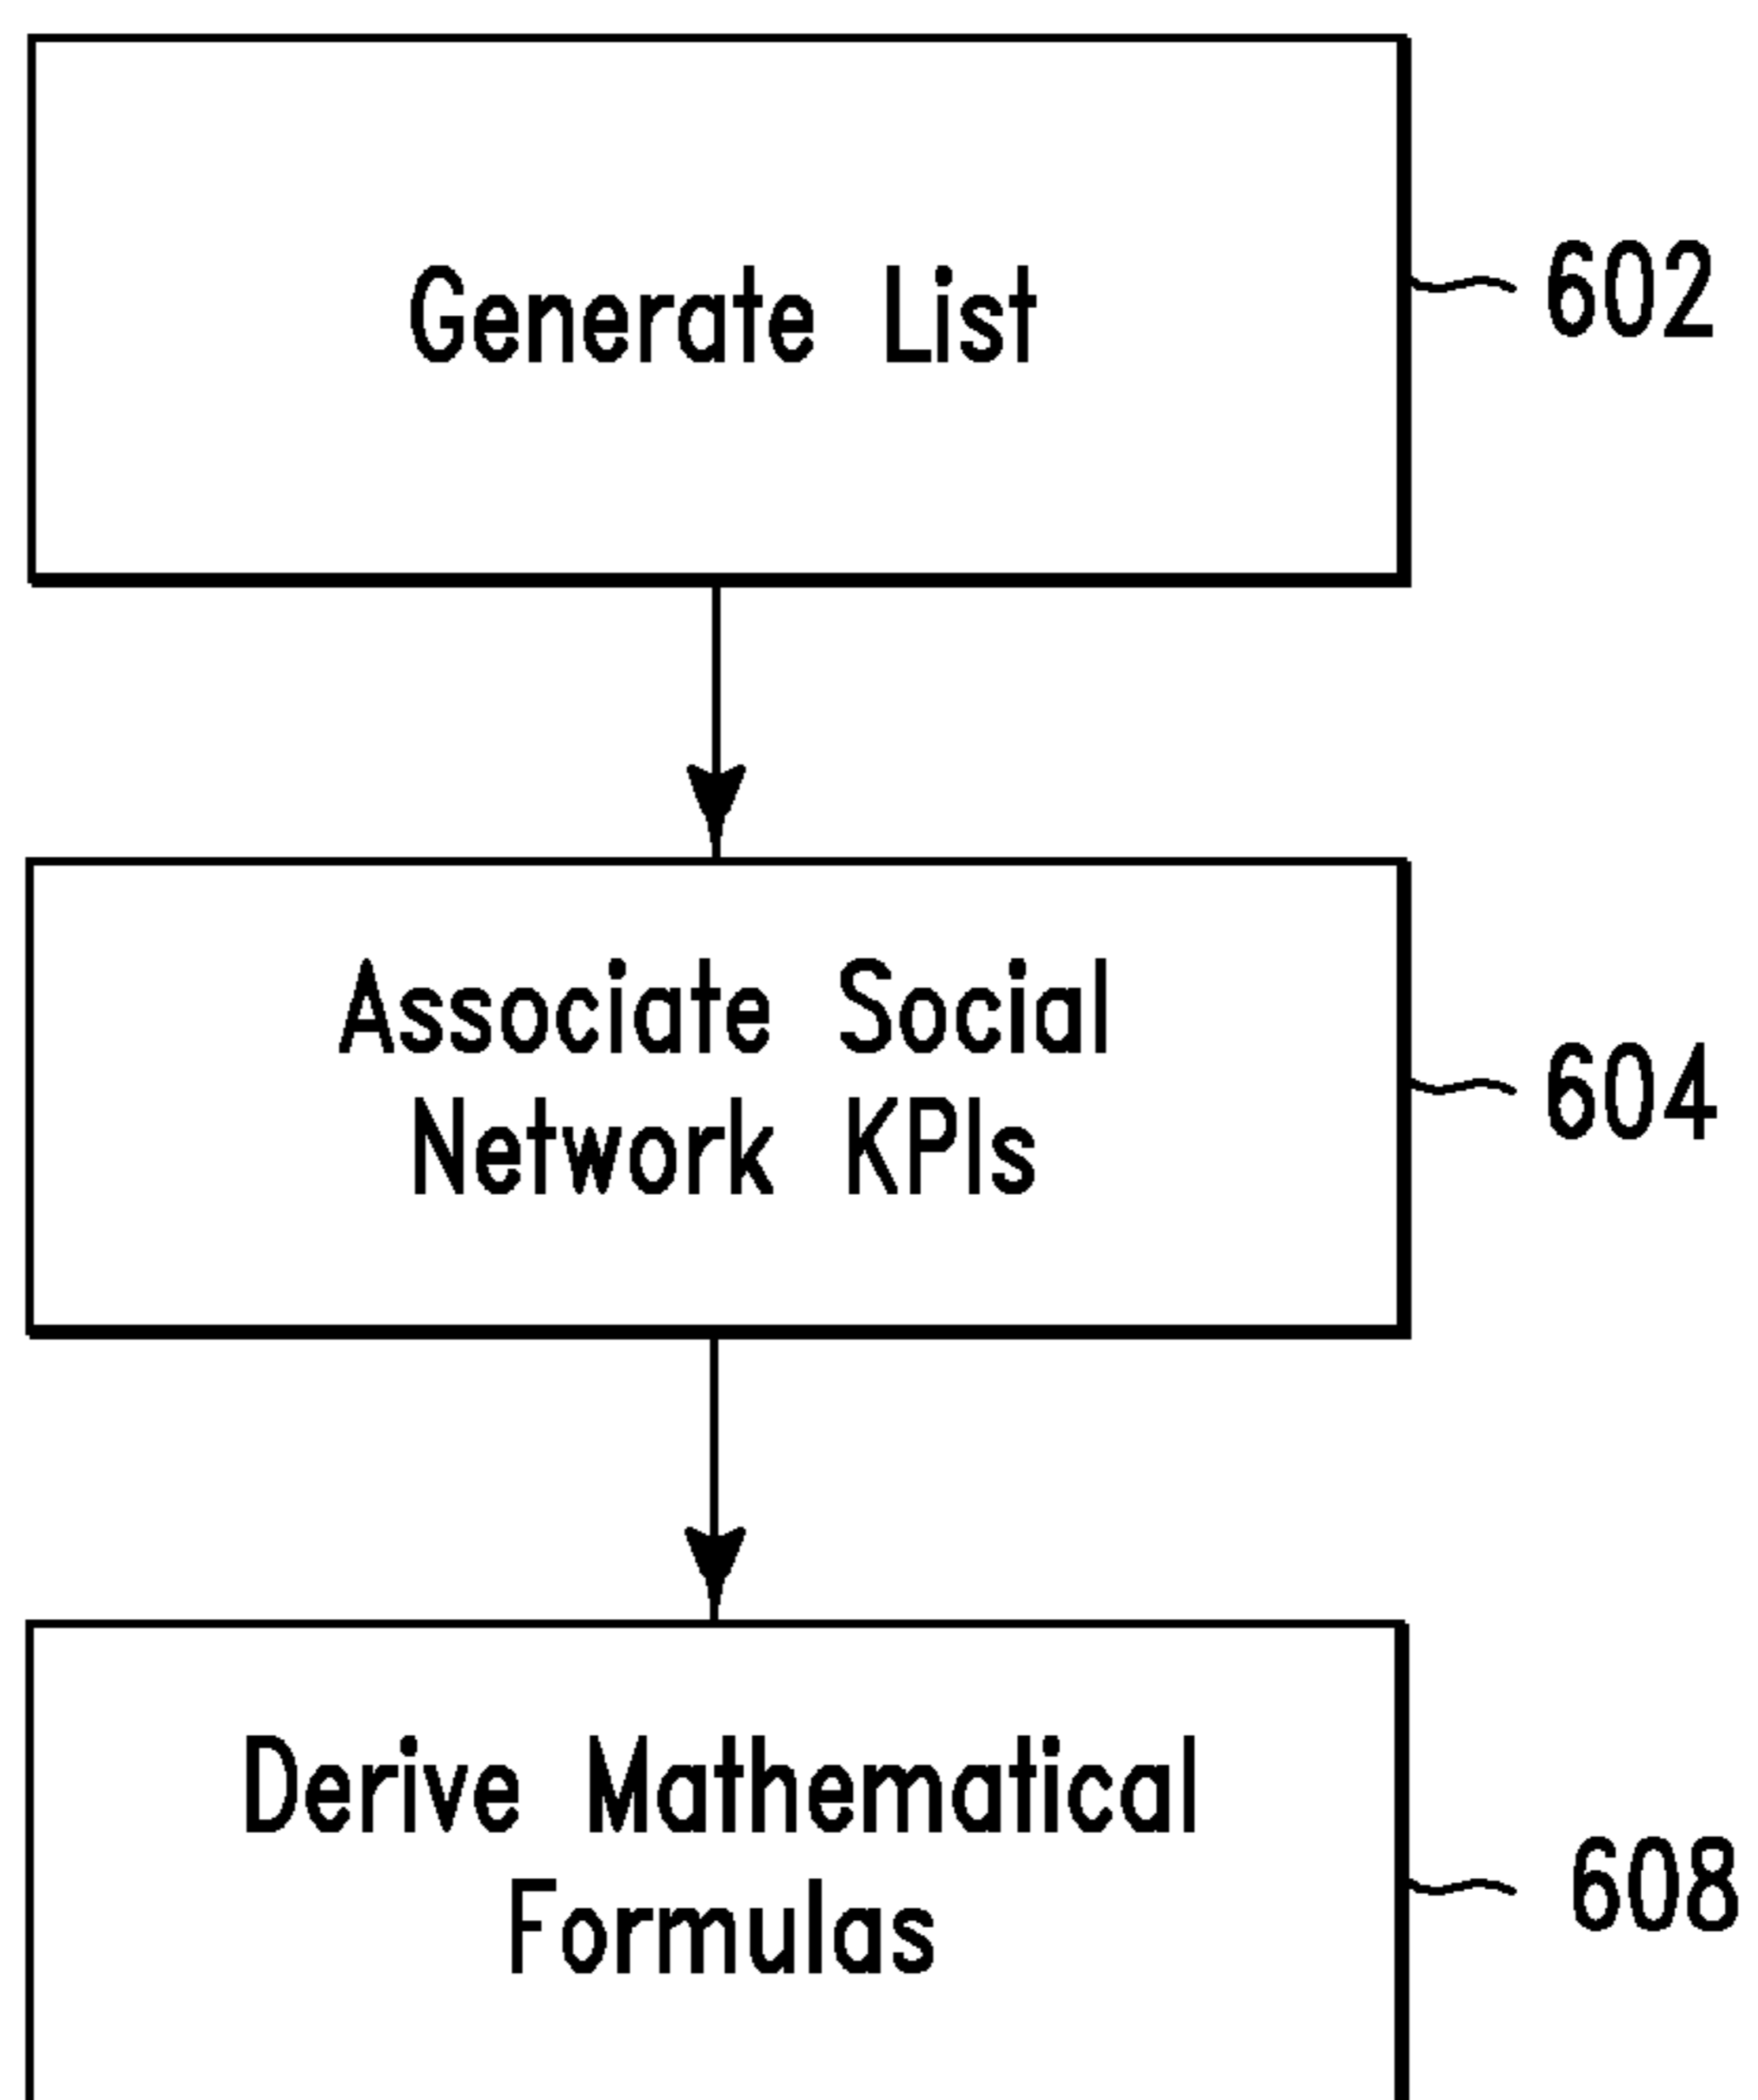 Generate List
602
Associate Social
Network KPIs
604
Derive Mathematical
Formulas
608